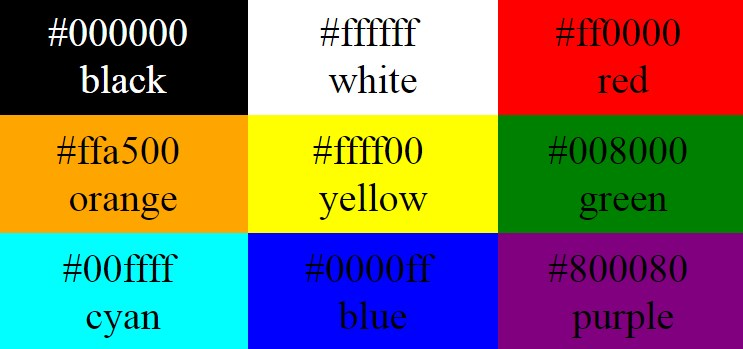 #000000
black
#ffffff
white
#ff0000
red
#ffa500
orange
#ffff00
yellow
#008000
green
#00ffff
cyan
#0000ff
blue
#800080
purple